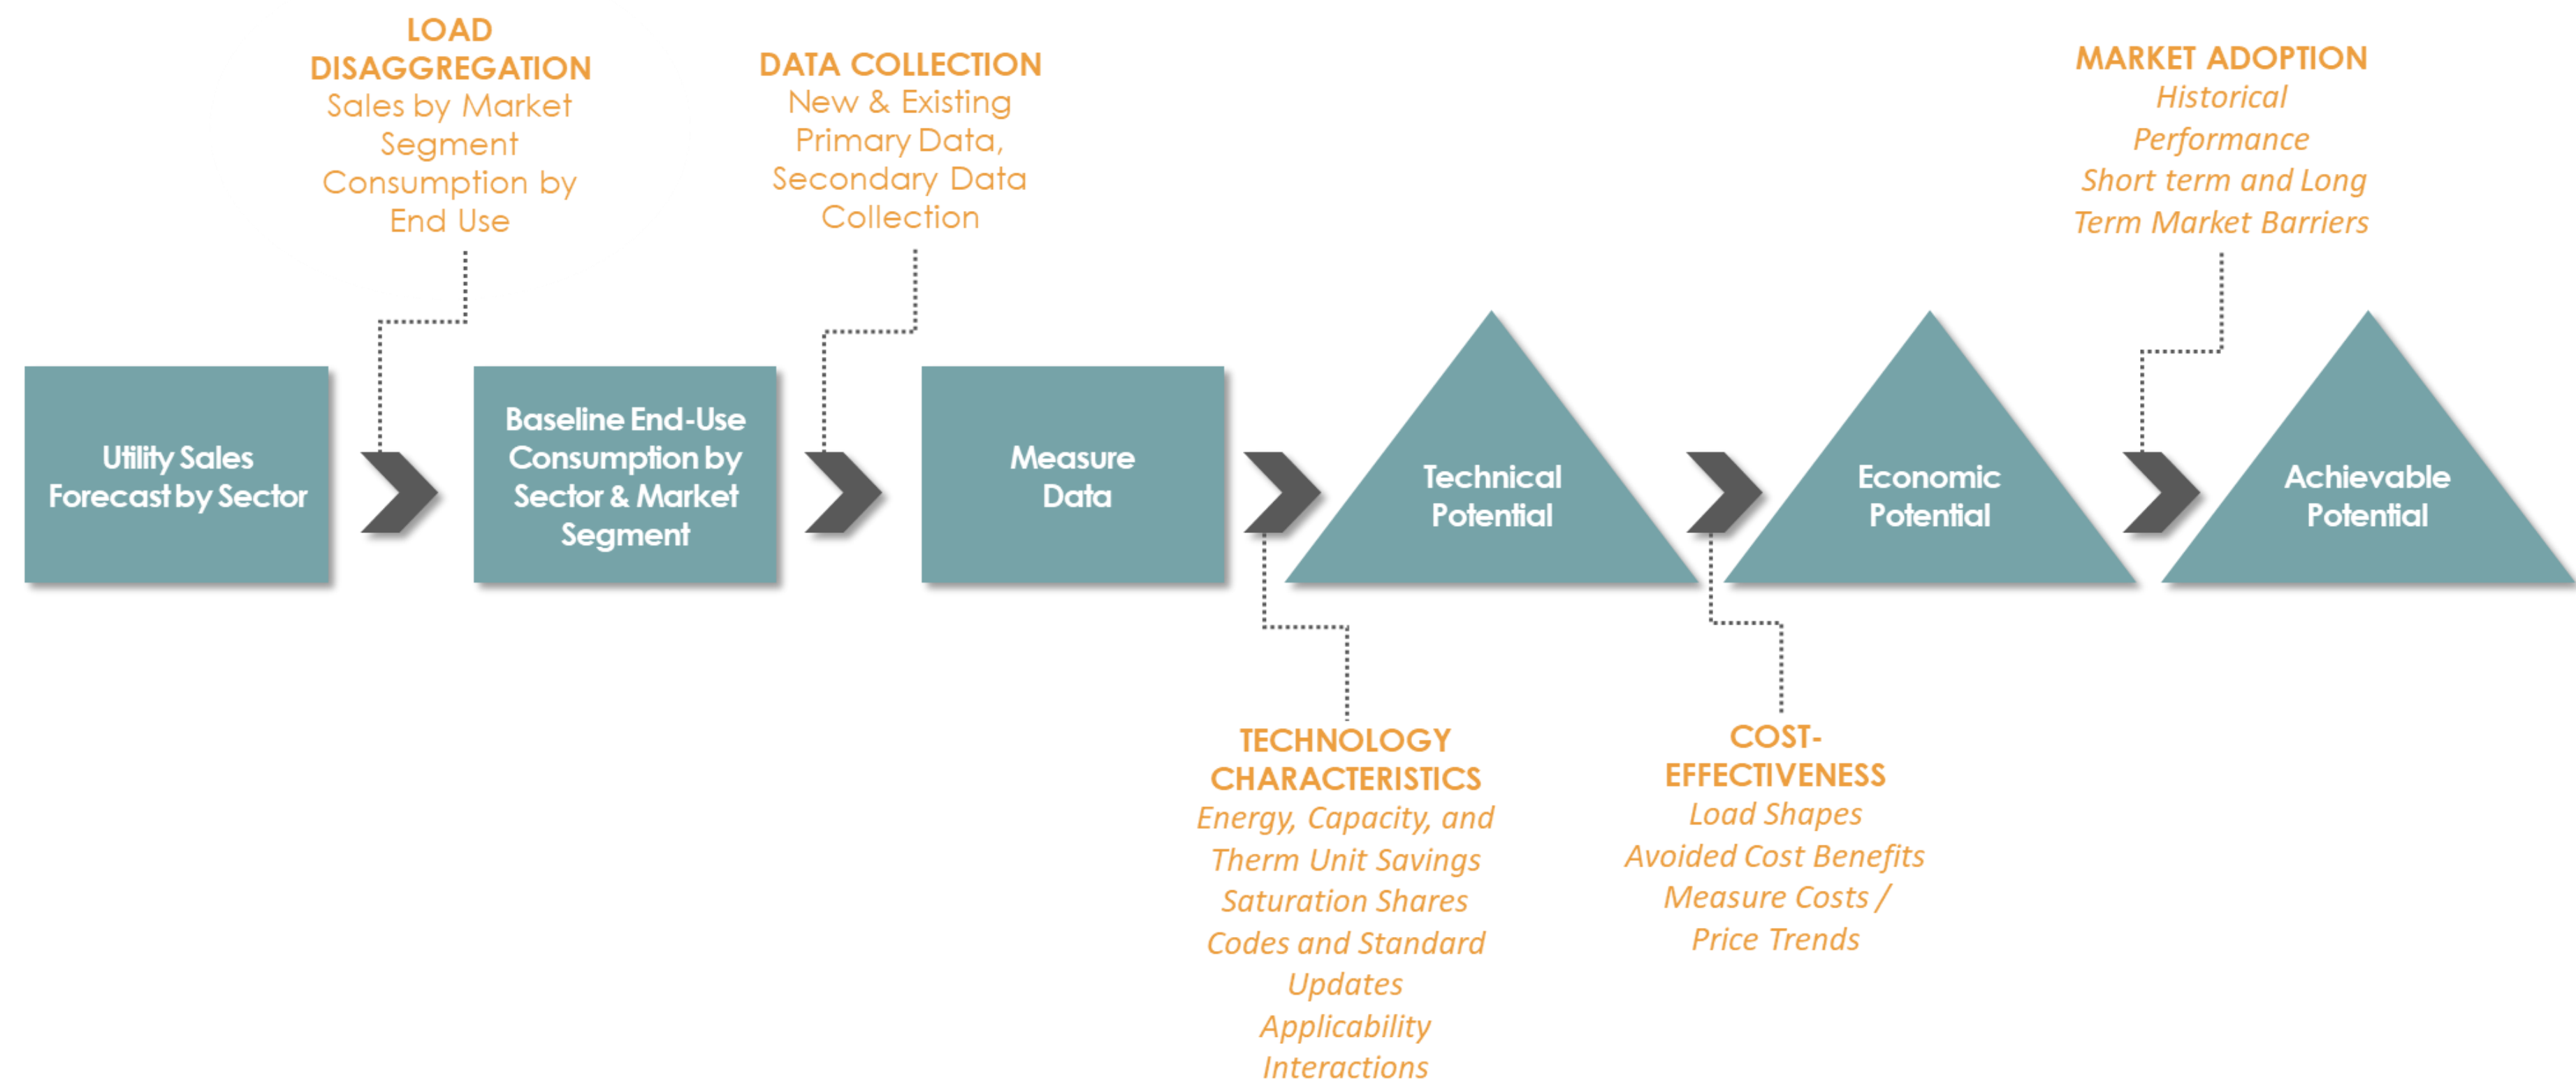 LOAD
DISAGGREGATION
Sales by Market
Segment
Consumption by
End Use
DATA COLLECTION
New & Existing
Primary Data,
Secondary Data
Collection
MARKET ADOPTION
Historical
Performance
Short term and Long
Term Market Barriers
Utility Sales
Forecast by Sector
Baseline End-Use
Consumption by
Sector & Market
Segment
Measure
Data
Technical
Potential
Economic
Potential
Achievable
Potential
TECHNOLOGY
CHARACTERISTICS
Energy, Capacity, and
Therm Unit Savings
Saturation Shares
Codes and Standard
Updates
Applicability
Interactions
COST-
EFFECTIVENESS
Load Shapes
Avoided Cost Benefits
Measure Costs /
Price Trends